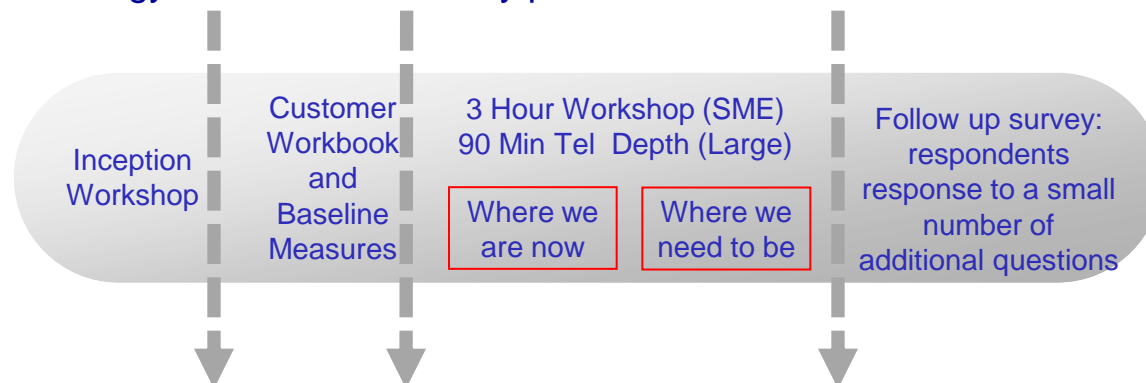 Inception
Workshop
Customer
Workbook
and
Baseline
Measures
3 Hour Workshop (SME)
90 Min Tel  Depth (Large)
Where we
are now
Where we
need to be
Follow up survey:
respondents
response to a small
number of
additional questions